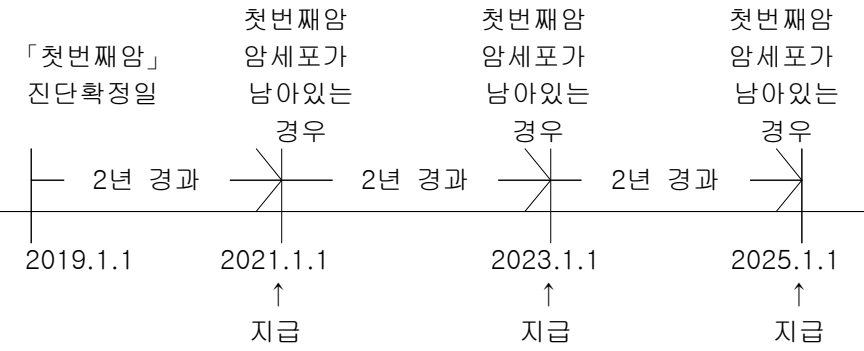 「첫번째암」
진단확정일
첫번째암
암세포가
남아있는
경우
첫번째암
암세포가
남아있는
경우
첫번째암
암세포가
남아있는
경우
2년 경과
2년 경과
2년 경과
2019.1.1
2021.1.1
2023.1.1
2025.1.1
↑
↑
↑
지급
지급
지급